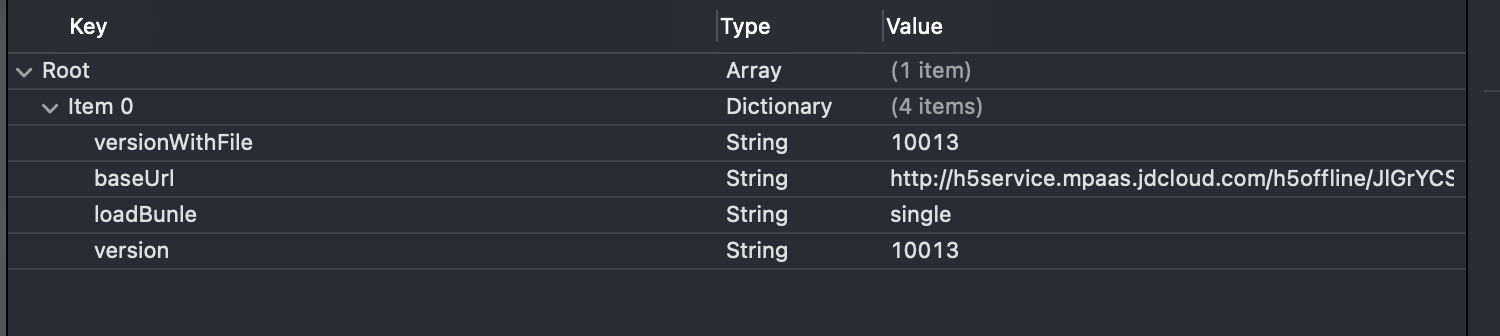 Key Type Value
Root Array (1 item)
Item 0 Dictionary (4 items)
versionWithFile String 10013
baseUrl String http://h5service.mpaas.jdcloud.com/h5offline/JlGrYCS
loadBunle String single
version String 10013